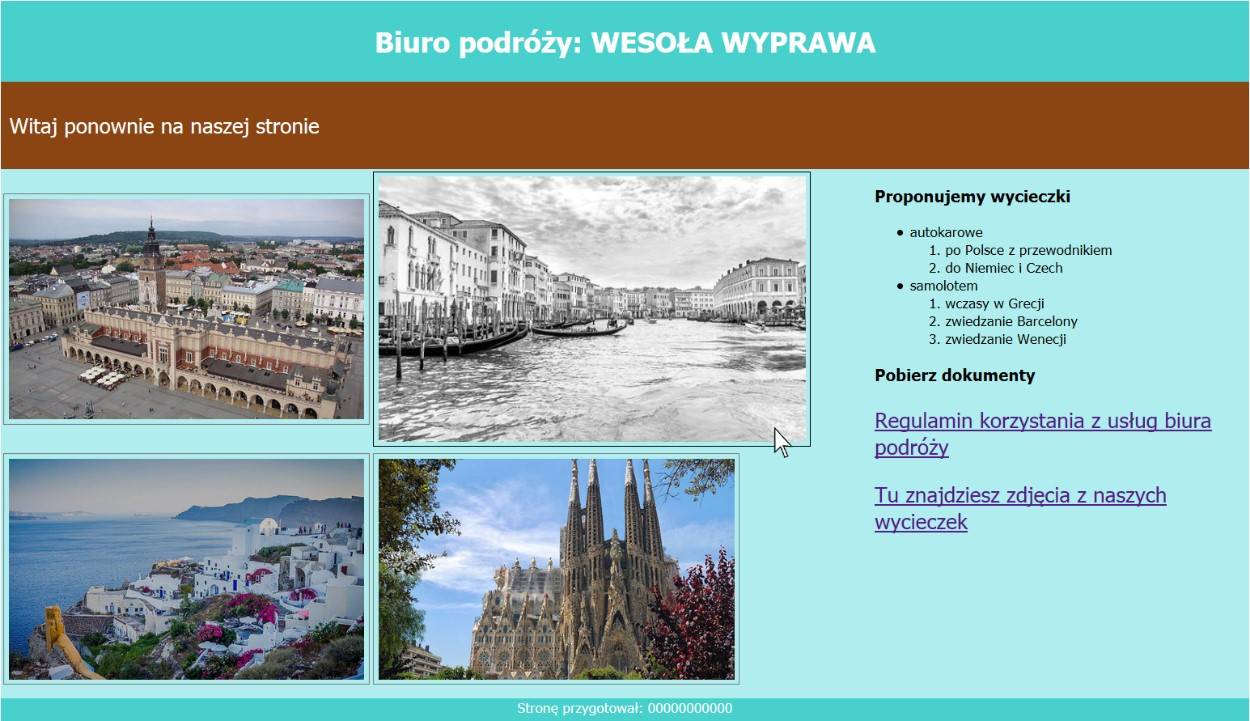 Biuro podróży: WESOŁA WYPRAWA
Witaj ponownie na naszej stronie
Proponujemy wycieczki
• autokarowe
1. po Polsce z przewodnikiem
2. do Niemiec i Czech
• samolotem
1. wczasy w Grecji
2. zwiedzanie Barcelony
3. zwiedzanie Wenecji
Pobierz dokumenty
Regulamin korzystania z usług biura
podróży
Tu znajdziesz zdjęcia z naszych
wycieczek
Stronę przygotował: 00000000000